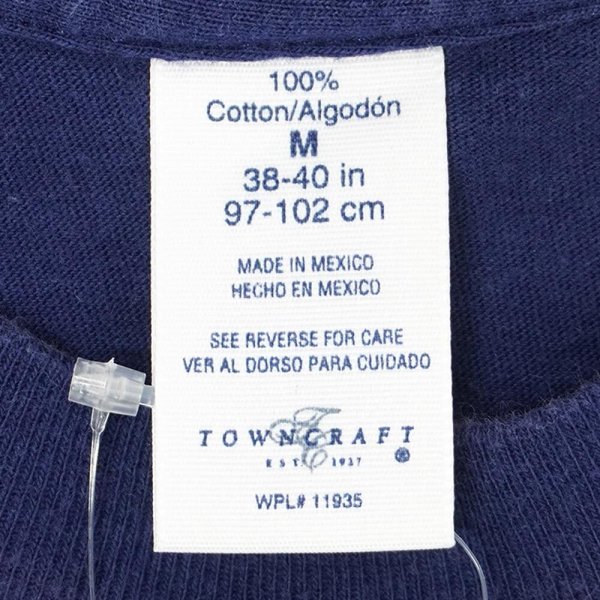 100%
Cotton/Algodón
M
38-40 in
97-102 cm
MADE IN MEXICO
HECHO EN MEXICO
SEE REVERSE FOR CARE
VER AL DORSO PARA CUIDADO
TOWNCRAFT
EST. 1937
®
WPL# 11935